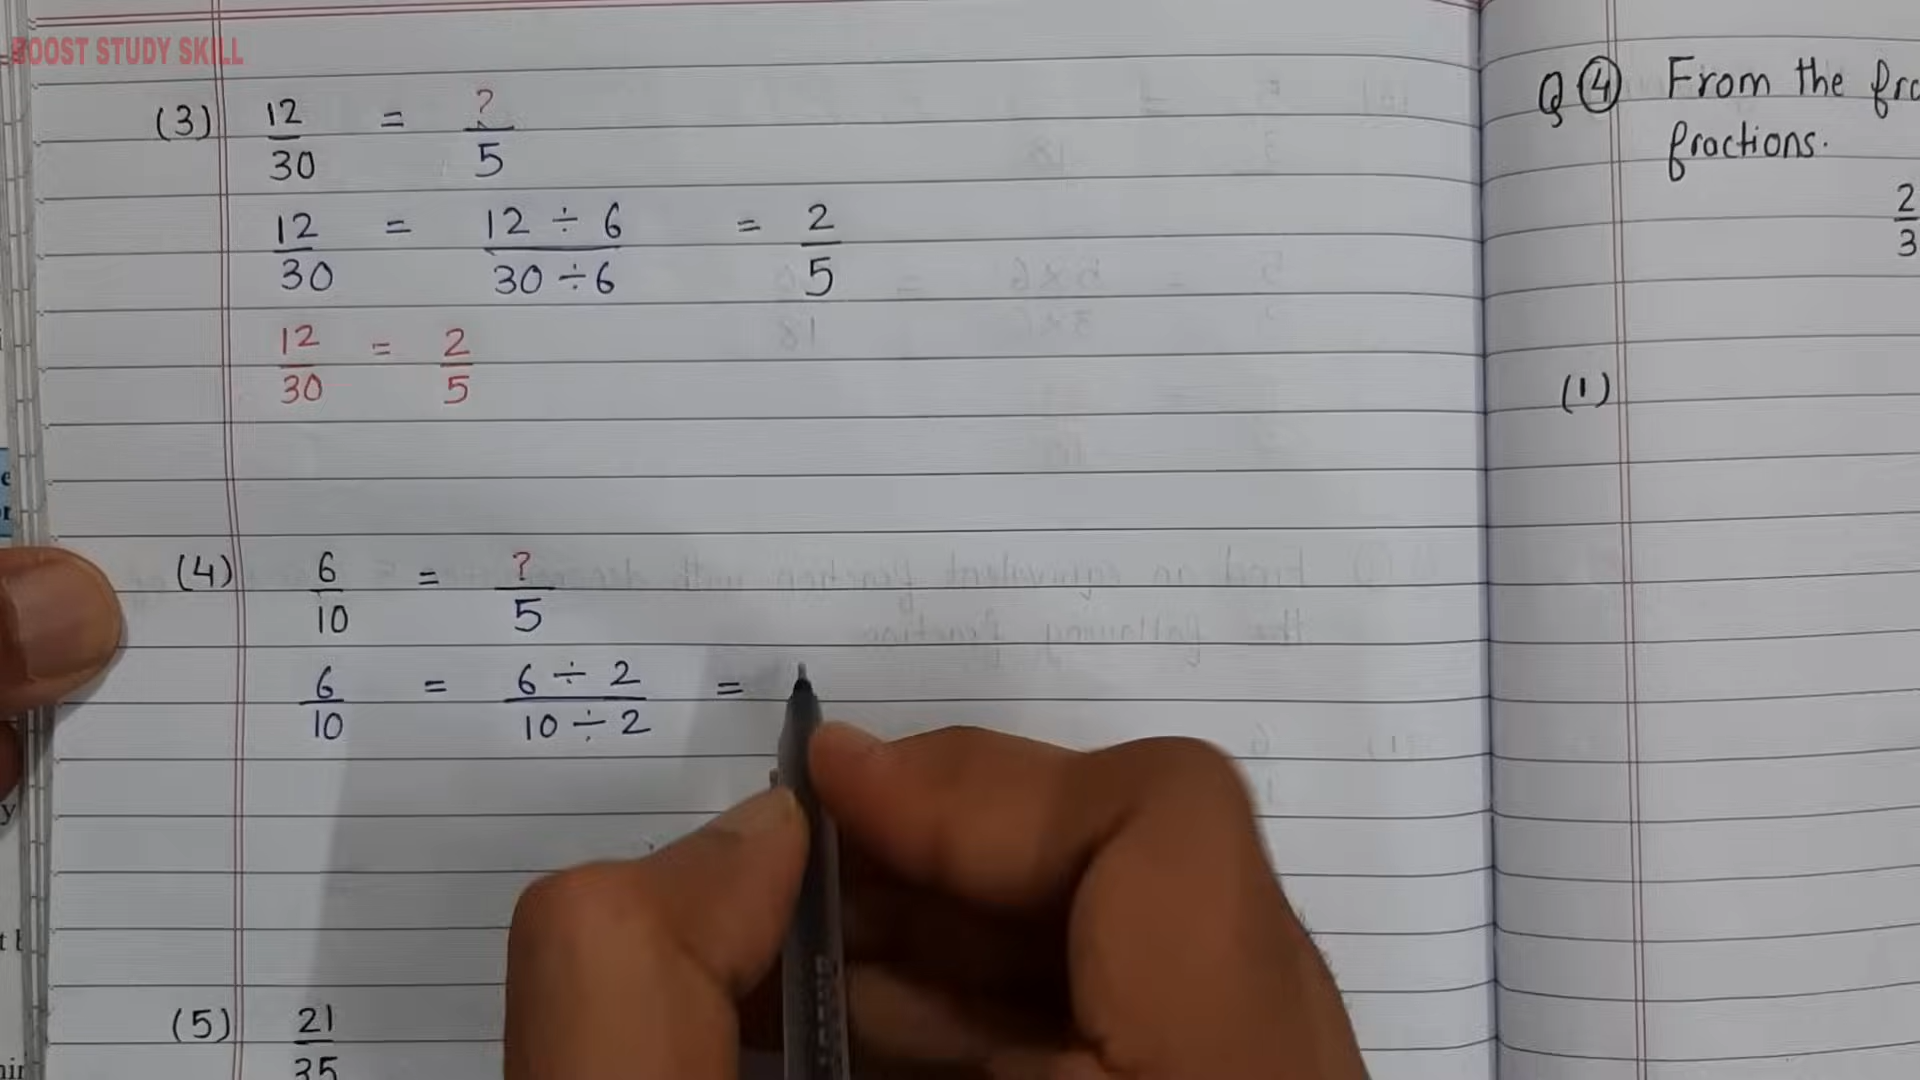 BOOST STUDY SKILL
(3) 12/30 = ?/5
12/30 = 12 ÷ 6/30 ÷ 6 = 2/5
12/30 = 2/5
(4) 6/10 = ?/5
6/10 = 6 ÷ 2/10 ÷ 2 =
(5) 21/35
Q ④ From the
fractions.
2/3
(1)